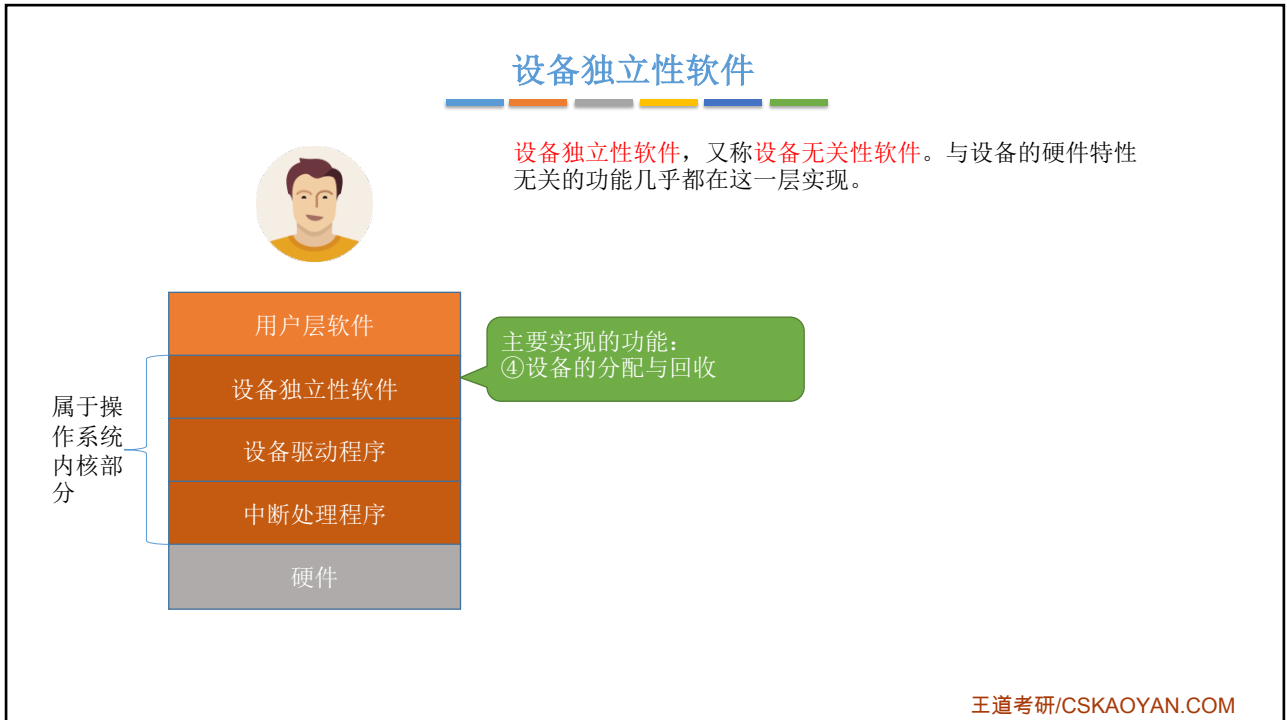 设备独立性软件
设备独立性软件，又称设备无关性软件。与设备的硬件特性
无关的功能几乎都在这一层实现。
用户层软件
主要实现的功能：
④设备的分配与回收
设备独立性软件
属于操
作系统
内核部
分
设备驱动程序
中断处理程序
硬件
王道考研/CSKAOYAN.COM